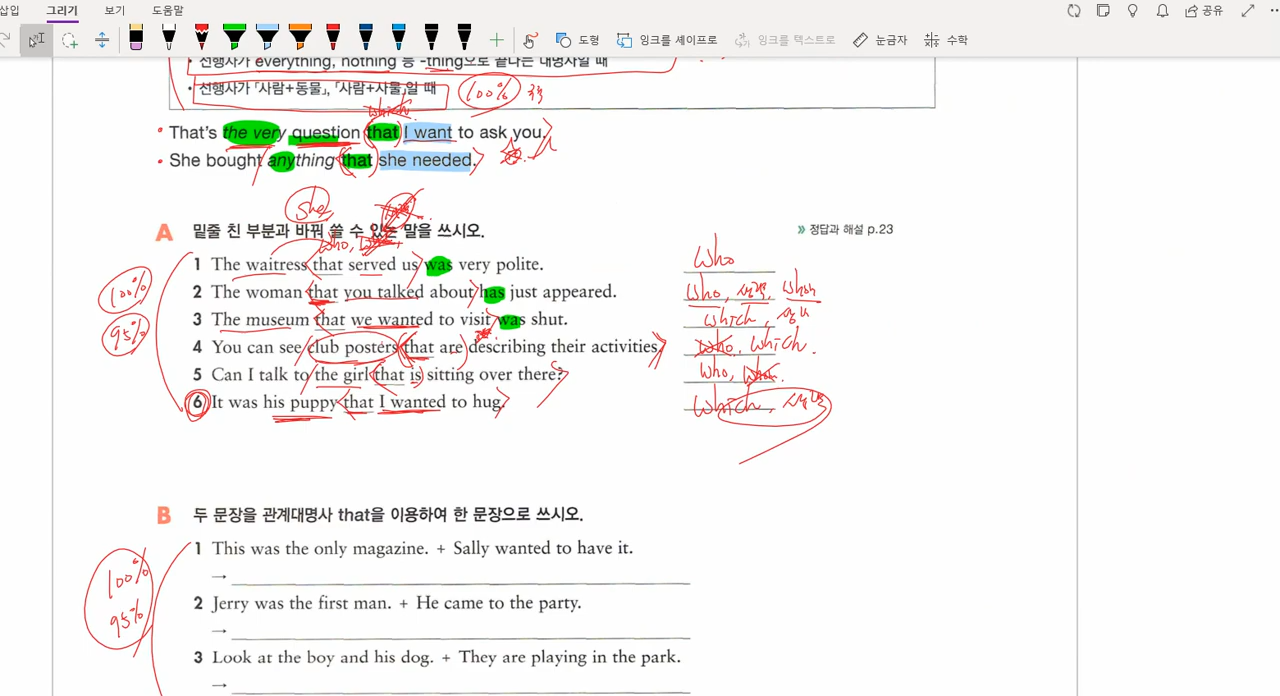 삽입 그리기 보기 도움말
공유
도형 잉크를 셰이프로 잉크를 텍스트로 눈금자 수학
• 선행사가 everything, nothing 등 -thing으로 끝나는 대명사일 때
• 선행사가 「사람+동물」, 「사람+사물」일 때 100%
which
• That's the very question that I want to ask you.
• She bought anything that she needed.
she
A 밑줄 친 부분과 바꿔 쓸 수 있는 말을 쓰시오. » 정답과 해설 p.23
who,
1 The waitress that served us was very polite. who
100%
2 The woman that you talked about has just appeared. who, 생략, whom
95%
3 The museum that we wanted to visit was shut. which,
4 You can see club posters that are describing their activities. who, which.
5 Can I talk to the girl that is sitting over there? who,
6 It was his puppy that I wanted to hug. which, 생략
B 두 문장을 관계대명사 that을 이용하여 한 문장으로 쓰시오.
1 This was the only magazine. + Sally wanted to have it.
100%
→
2 Jerry was the first man. + He came to the party.
95%
→
3 Look at the boy and his dog. + They are playing in the park.
→